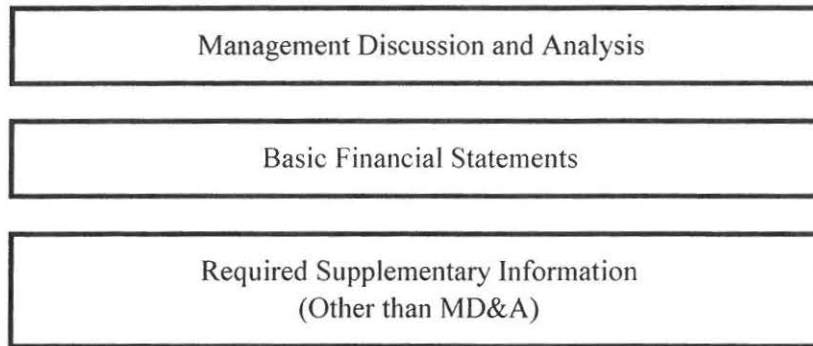 Management Discussion and Analysis
Basic Financial Statements
Required Supplementary Information
(Other than MD&A)